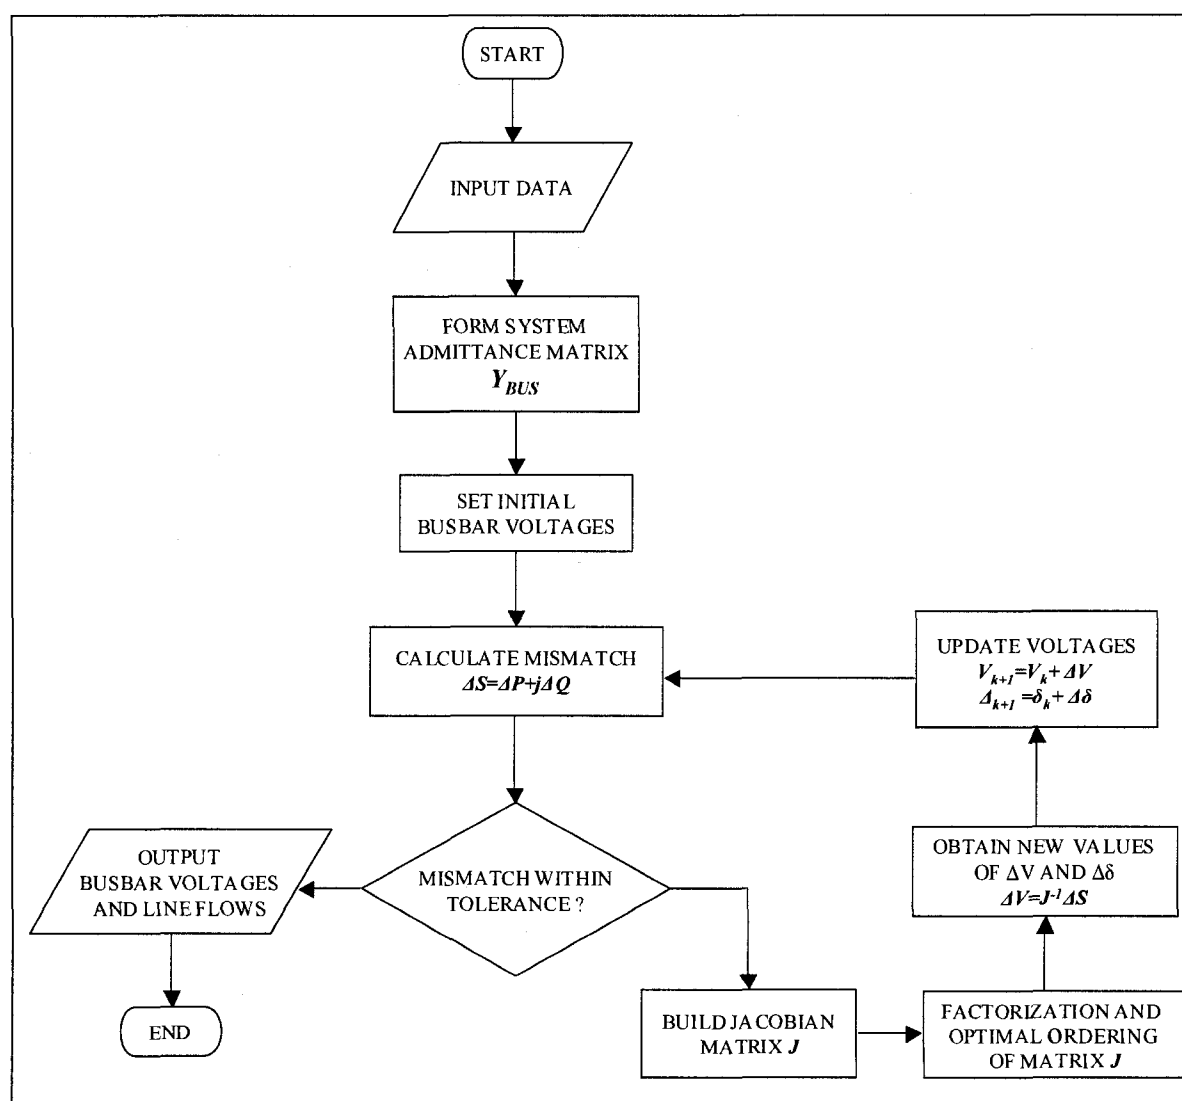 START
INPUT DATA
FORM SYSTEM
ADMITTANCE MATRIX
Y_BUS
SET INITIAL
BUSBAR VOLTAGES
CALCULATE MISMATCH
ΔS=ΔP+jΔQ
MISMATCH WITHIN
TOLERANCE ?
OUTPUT
BUSBAR VOLTAGES
AND LINE FLOWS
END
BUILD JACOBIAN
MATRIX J
FACTORIZATION AND
OPTIMAL ORDERING
OF MATRIX J
OBTAIN NEW VALUES
OF ΔV AND Δδ
ΔV=J⁻¹ΔS
UPDATE VOLTAGES
V_{k+1}=V_k+ΔV
Δ_{k+1}=δ_k+Δδ